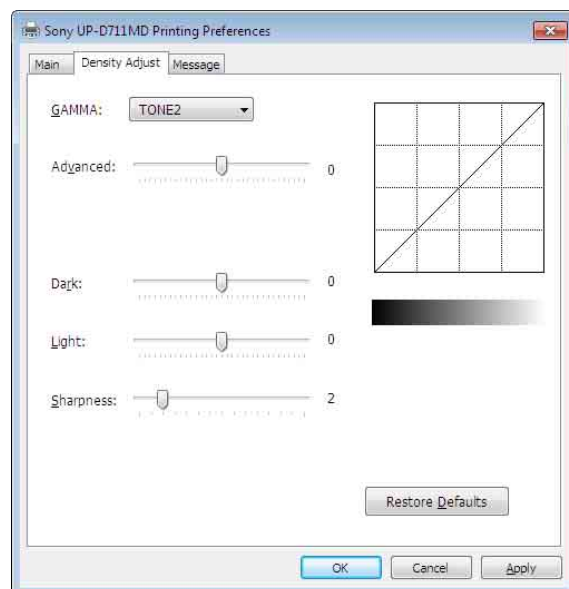 Sony UP-D711MD Printing Preferences
Main Density Adjust Message
GAMMA: TONE2
Advanced: 0
Dark: 0
Light: 0
Sharpness: 2
Restore Defaults
OK Cancel Apply